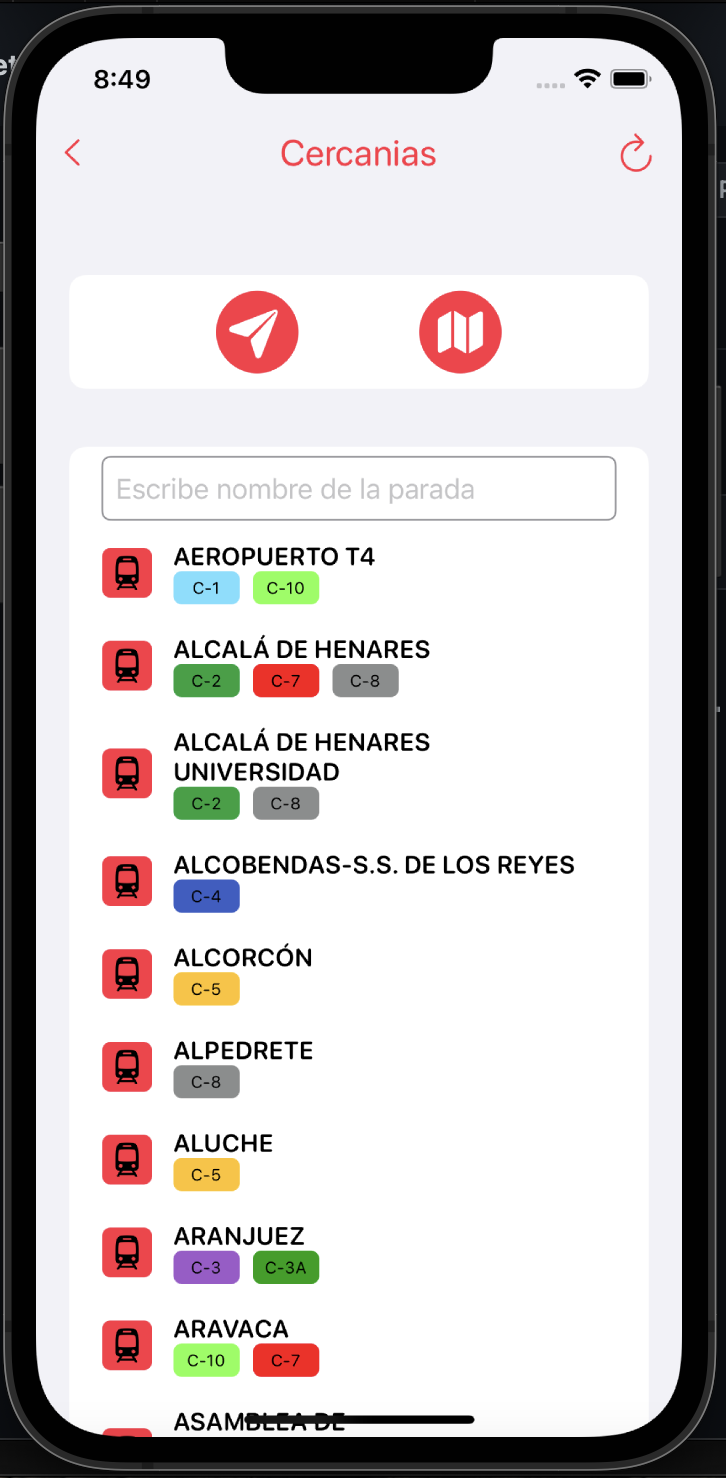 8:49
Cercanias
Escribe nombre de la parada
AEROPUERTO T4
C-1 C-10
ALCALÁ DE HENARES
C-2 C-7 C-8
ALCALÁ DE HENARES
UNIVERSIDAD
C-2 C-8
ALCOBENDAS-S.S. DE LOS REYES
C-4
ALCORCÓN
C-5
ALPEDRETE
C-8
ALUCHE
C-5
ARANJUEZ
C-3 C-3A
ARAVACA
C-10 C-7
ASAMBLEA DE